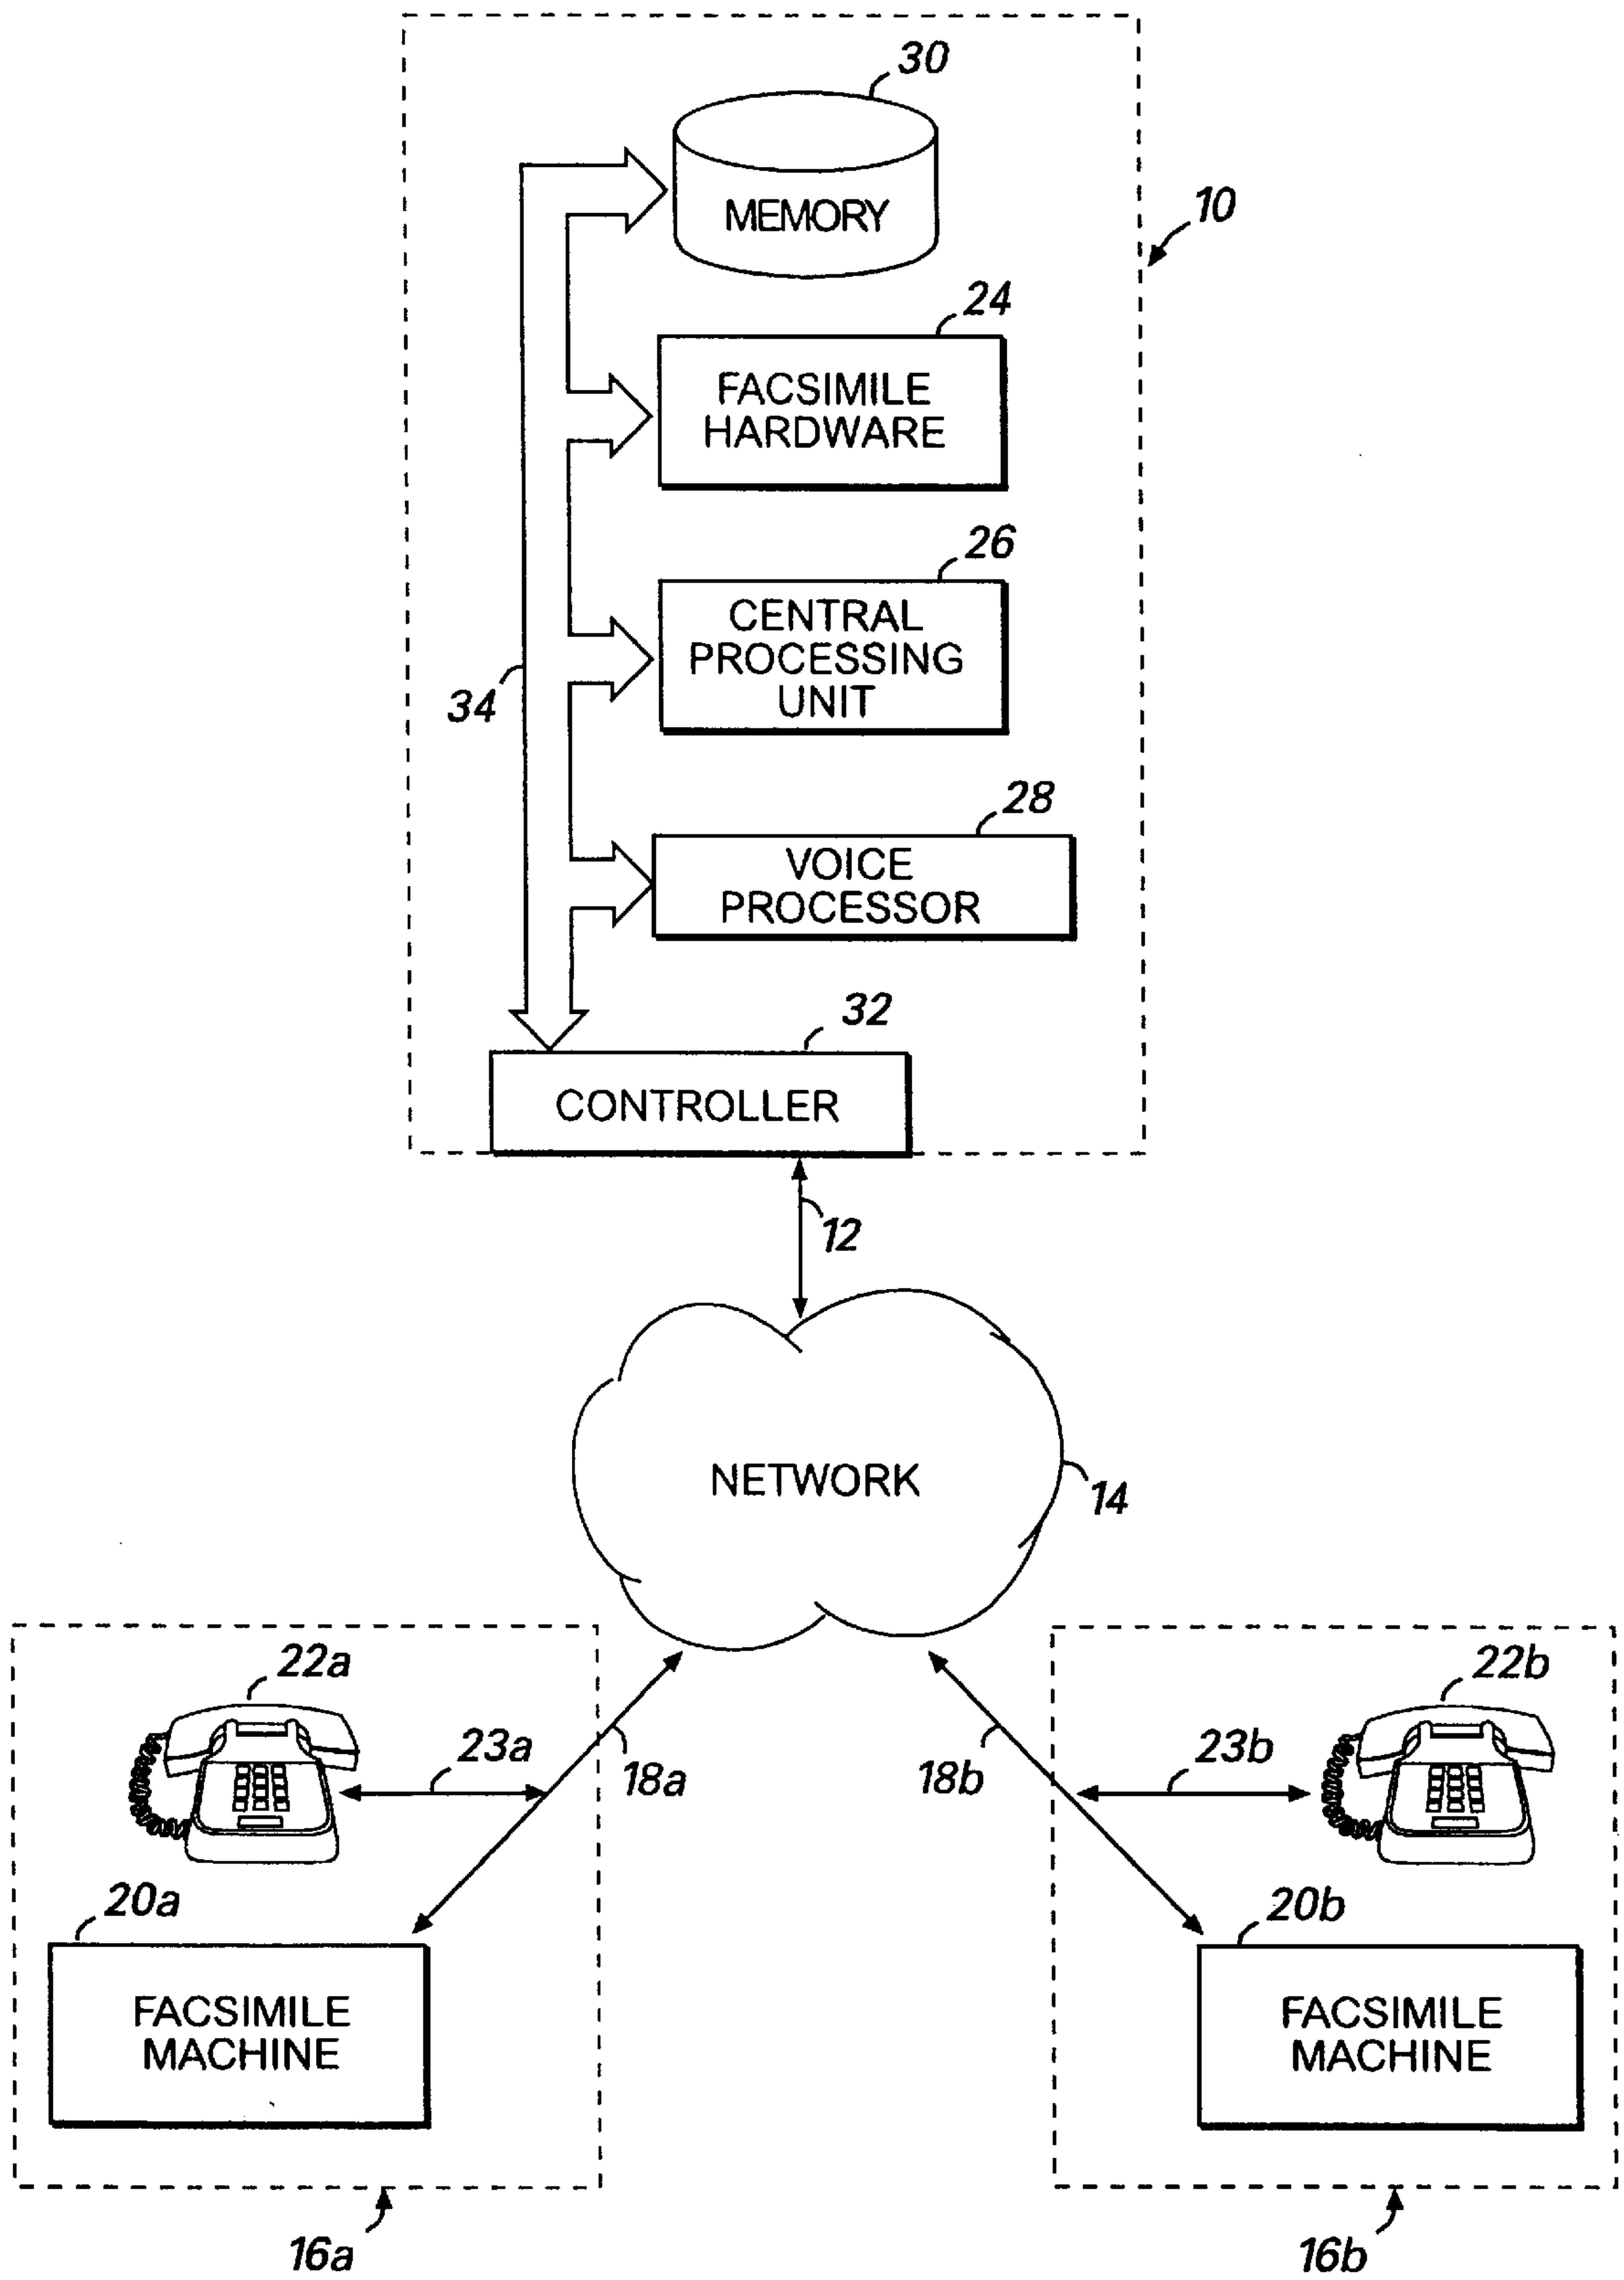 30
MEMORY
10
24
FACSIMILE
HARDWARE
26
CENTRAL
PROCESSING
UNIT
34
28
VOICE
PROCESSOR
32
CONTROLLER
12
NETWORK
14
22a
22b
23a
18a
18b
23b
20a
20b
FACSIMILE
MACHINE
FACSIMILE
MACHINE
16a
16b